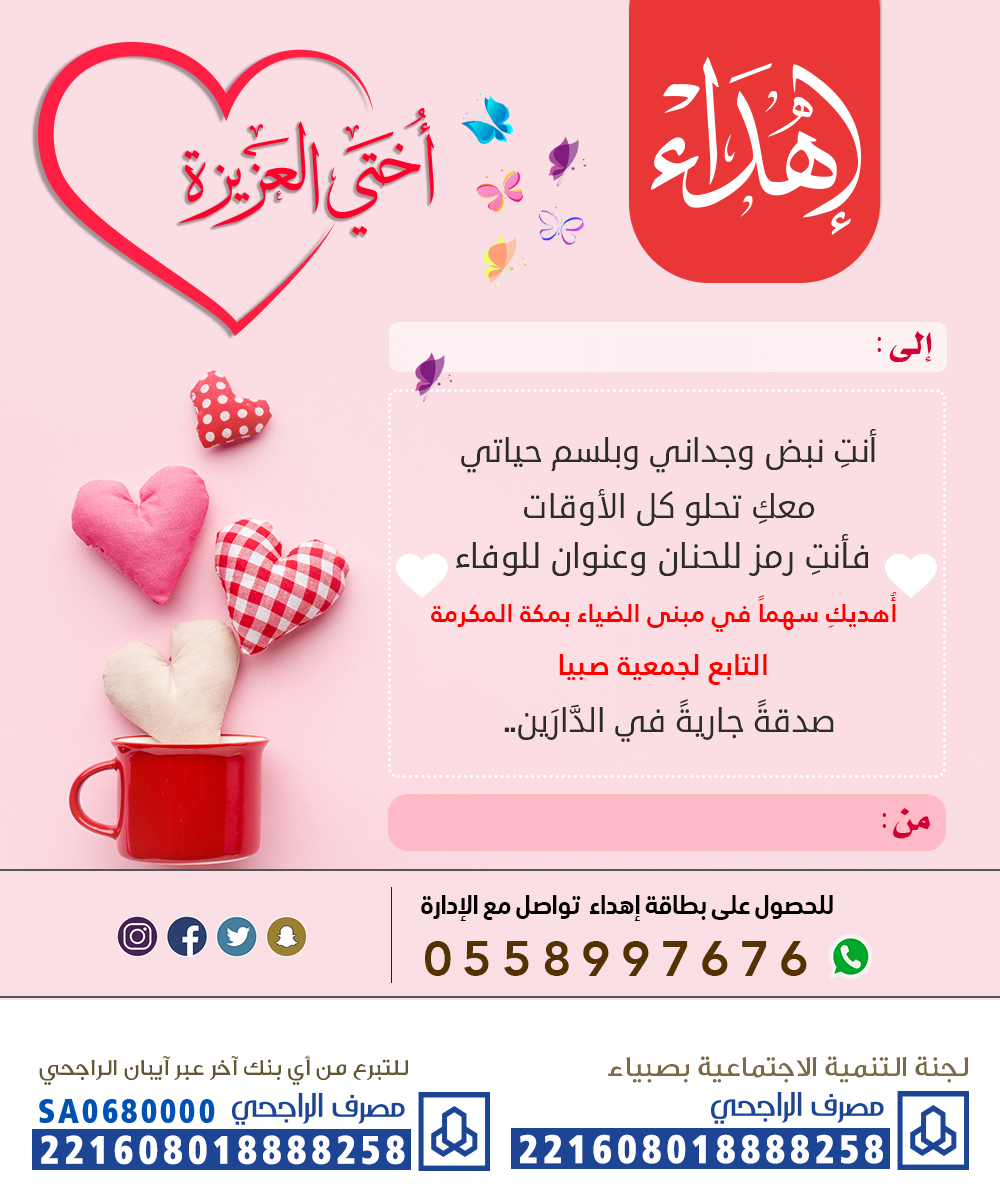 إهْدَاء
أُختي العزيزة
إلى :
أنتِ نبض وجداني وبلسم حياتي
معكِ تحلو كل الأوقات
فأنتِ رمز للحنان وعنوان للوفاء
أُهديكِ سهماً في مبنى الضياء بمكة المكرمة
التابع لجمعية صبيا
صدقةً جاريةً في الدَّارَين..
من :
للحصول على بطاقة إهداء تواصل مع الإدارة
0558997676
لجنة التنمية الاجتماعية بصبياء
مصرف الراجحي
221608018888258
للتبرع من أي بنك آخر عبر آيبان الراجحي
مصرف الراجحي SA0680000
221608018888258